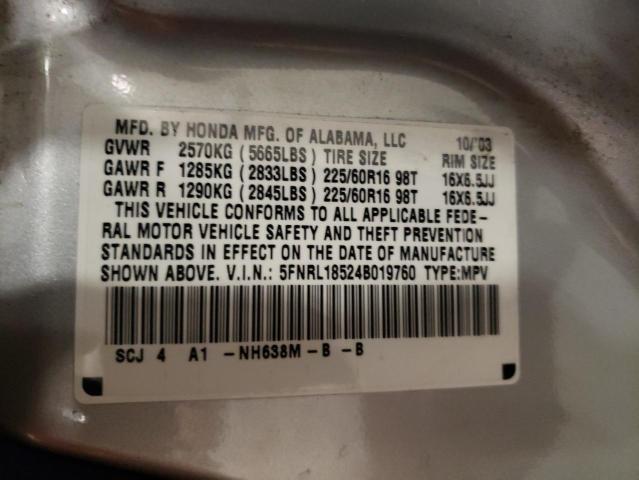 MFD. BY HONDA MFG. OF ALABAMA, LLC 10/'03
GVWR 2570KG (5665LBS) TIRE SIZE RIM SIZE
GAWR F 1285KG (2833LBS) 225/60R16 98T 16X6.5JJ
GAWR R 1290KG (2845LBS) 225/60R16 98T 16X6.5JJ
THIS VEHICLE CONFORMS TO ALL APPLICABLE FEDE-
RAL MOTOR VEHICLE SAFETY AND THEFT PREVENTION
STANDARDS IN EFFECT ON THE DATE OF MANUFACTURE
SHOWN ABOVE. V.I.N.: 5FNRL18524B019760 TYPE:MPV
SCJ 4 A1 -NH638M-B-B